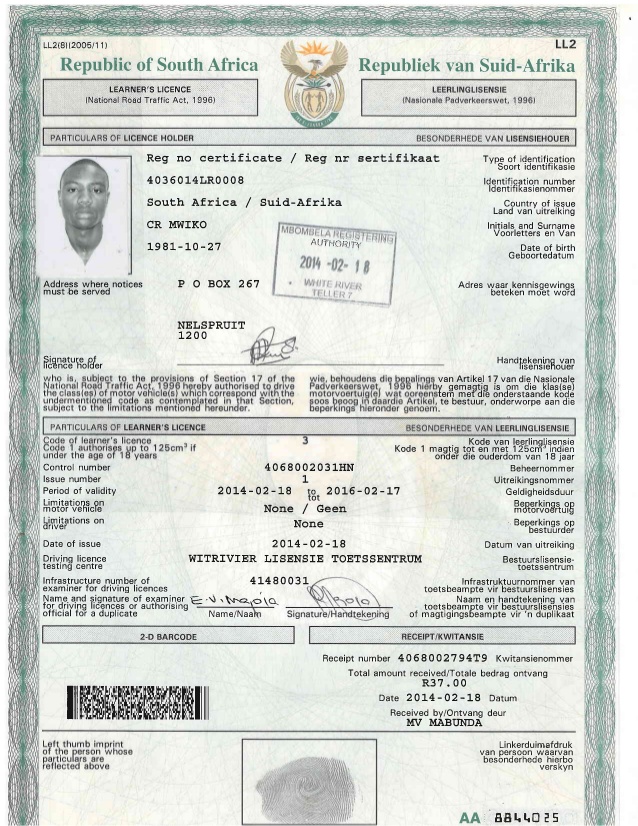 LL2(8)(2005/11)
LL2
Republic of South Africa
Republiek van Suid-Afrika
LEARNER'S LICENCE
(National Road Traffic Act, 1996)
LEERLINGLISENSIE
(Nasionale Padverkeerswet, 1996)
PARTICULARS OF LICENCE HOLDER
BESONDERHEDE VAN LISENSIEHOUER
Reg no certificate / Reg nr sertifikaat
Type of identification
Soort identifikasie
4036014LR0008
Identification number
Identifikasienommer
South Africa / Suid-Afrika
Country of issue
Land van uitreiking
CR MWIKO
Initials and Surname
Voorletters en Van
1981-10-27
Date of birth
Geboortedatum
MBOMBELA REGISTERING
AUTHORITY
2014 -02- 18
WHITE RIVER
TELLER 7
Address where notices
must be served
P O BOX 267
Adres waar kennisgewings
beteken moet word
NELSPRUIT
1200
Signature of
licence holder
Handtekening van
lisensiehouer
who is, subject to the provisions of Section 17 of the
National Road Traffic Act, 1996 hereby authorised to drive
the class(es) of motor vehicle(s) which correspond with the
undermentioned code as contemplated in that Section,
subject to the limitations mentioned hereunder.
wie, behoudens die bepalings van Artikel 17 van die Nasionale
Padverkeerswet, 1996 hierby gemagtig is om die klas(se)
motorvoertuig(e) wat ooreenstem met die onderstaande kode
soos beoog in daardie Artikel, te bestuur, onderworpe aan die
beperkings hieronder genoem.
PARTICULARS OF LEARNER'S LICENCE
BESONDERHEDE VAN LEERLINGLISENSIE
Code of learner's licence
Code 1 authorises up to 125cm³ if
under the age of 18 years
3
Kode van leerlinglisensie
Kode 1 magtig tot en met 125cm³ indien
onder die ouderdom van 18 jaar
Control number
4068002031HN
Beheernommer
Issue number
1
Uitreikingsnommer
Period of validity
2014-02-18 to tot 2016-02-17
Geldigheidsduur
Limitations on
motor vehicle
None / Geen
Beperkings op
motorvoertuig
Limitations on
driver
None
Beperkings op
bestuurder
Date of issue
2014-02-18
Datum van uitreiking
Driving licence
testing centre
WITRIVIER LISENSIE TOETSSENTRUM
Bestuurslisensie-
toetssentrum
Infrastructure number of
examiner for driving licences
41480031
Infrastruktuurnommer van
toetsbeampte vir bestuurslisensies
Name and signature of examiner
for driving licences or authorising
official for a duplicate
Name/Naam
Signature/Handtekening
Naam en handtekening van
toetsbeampte vir bestuurslisensies
of magtigingsbeampte vir 'n duplikaat
2-D BARCODE
RECEIPT/KWITANSIE
Receipt number 4068002794T9 Kwitansienommer
Total amount received/Totale bedrag ontvang
R37.00
Date 2014-02-18 Datum
Received by/Ontvang deur
MV MABUNDA
Left thumb imprint
of the person whose
particulars are
reflected above
Linkerduimafdruk
van persoon waarvan
besonderhede hierbo
verskyn
AA 8844025